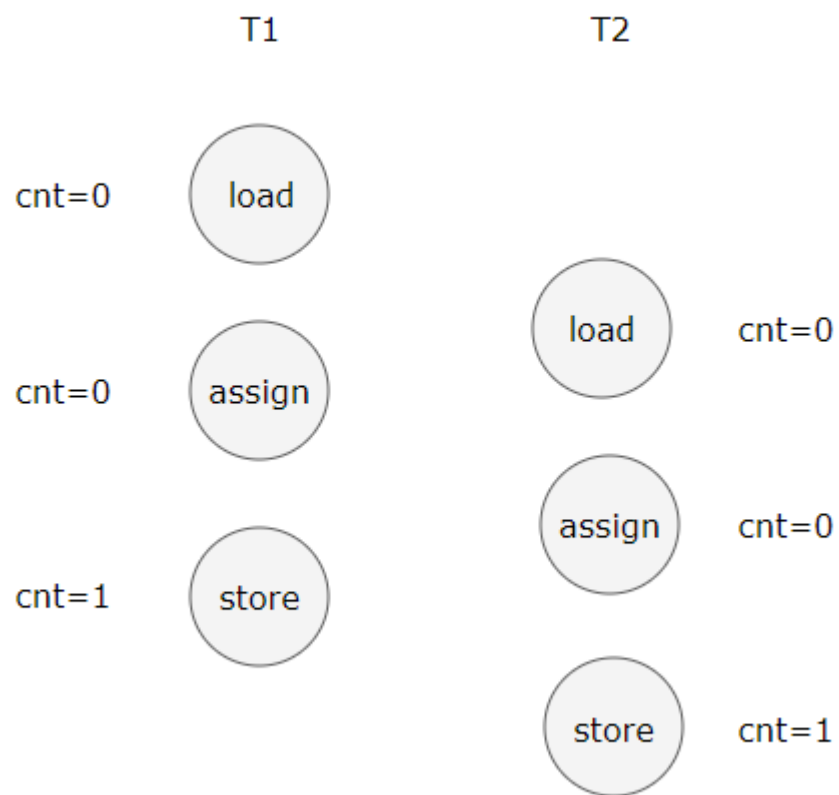 T1 T2
cnt=0 load
load cnt=0
cnt=0 assign
assign cnt=0
cnt=1 store
store cnt=1